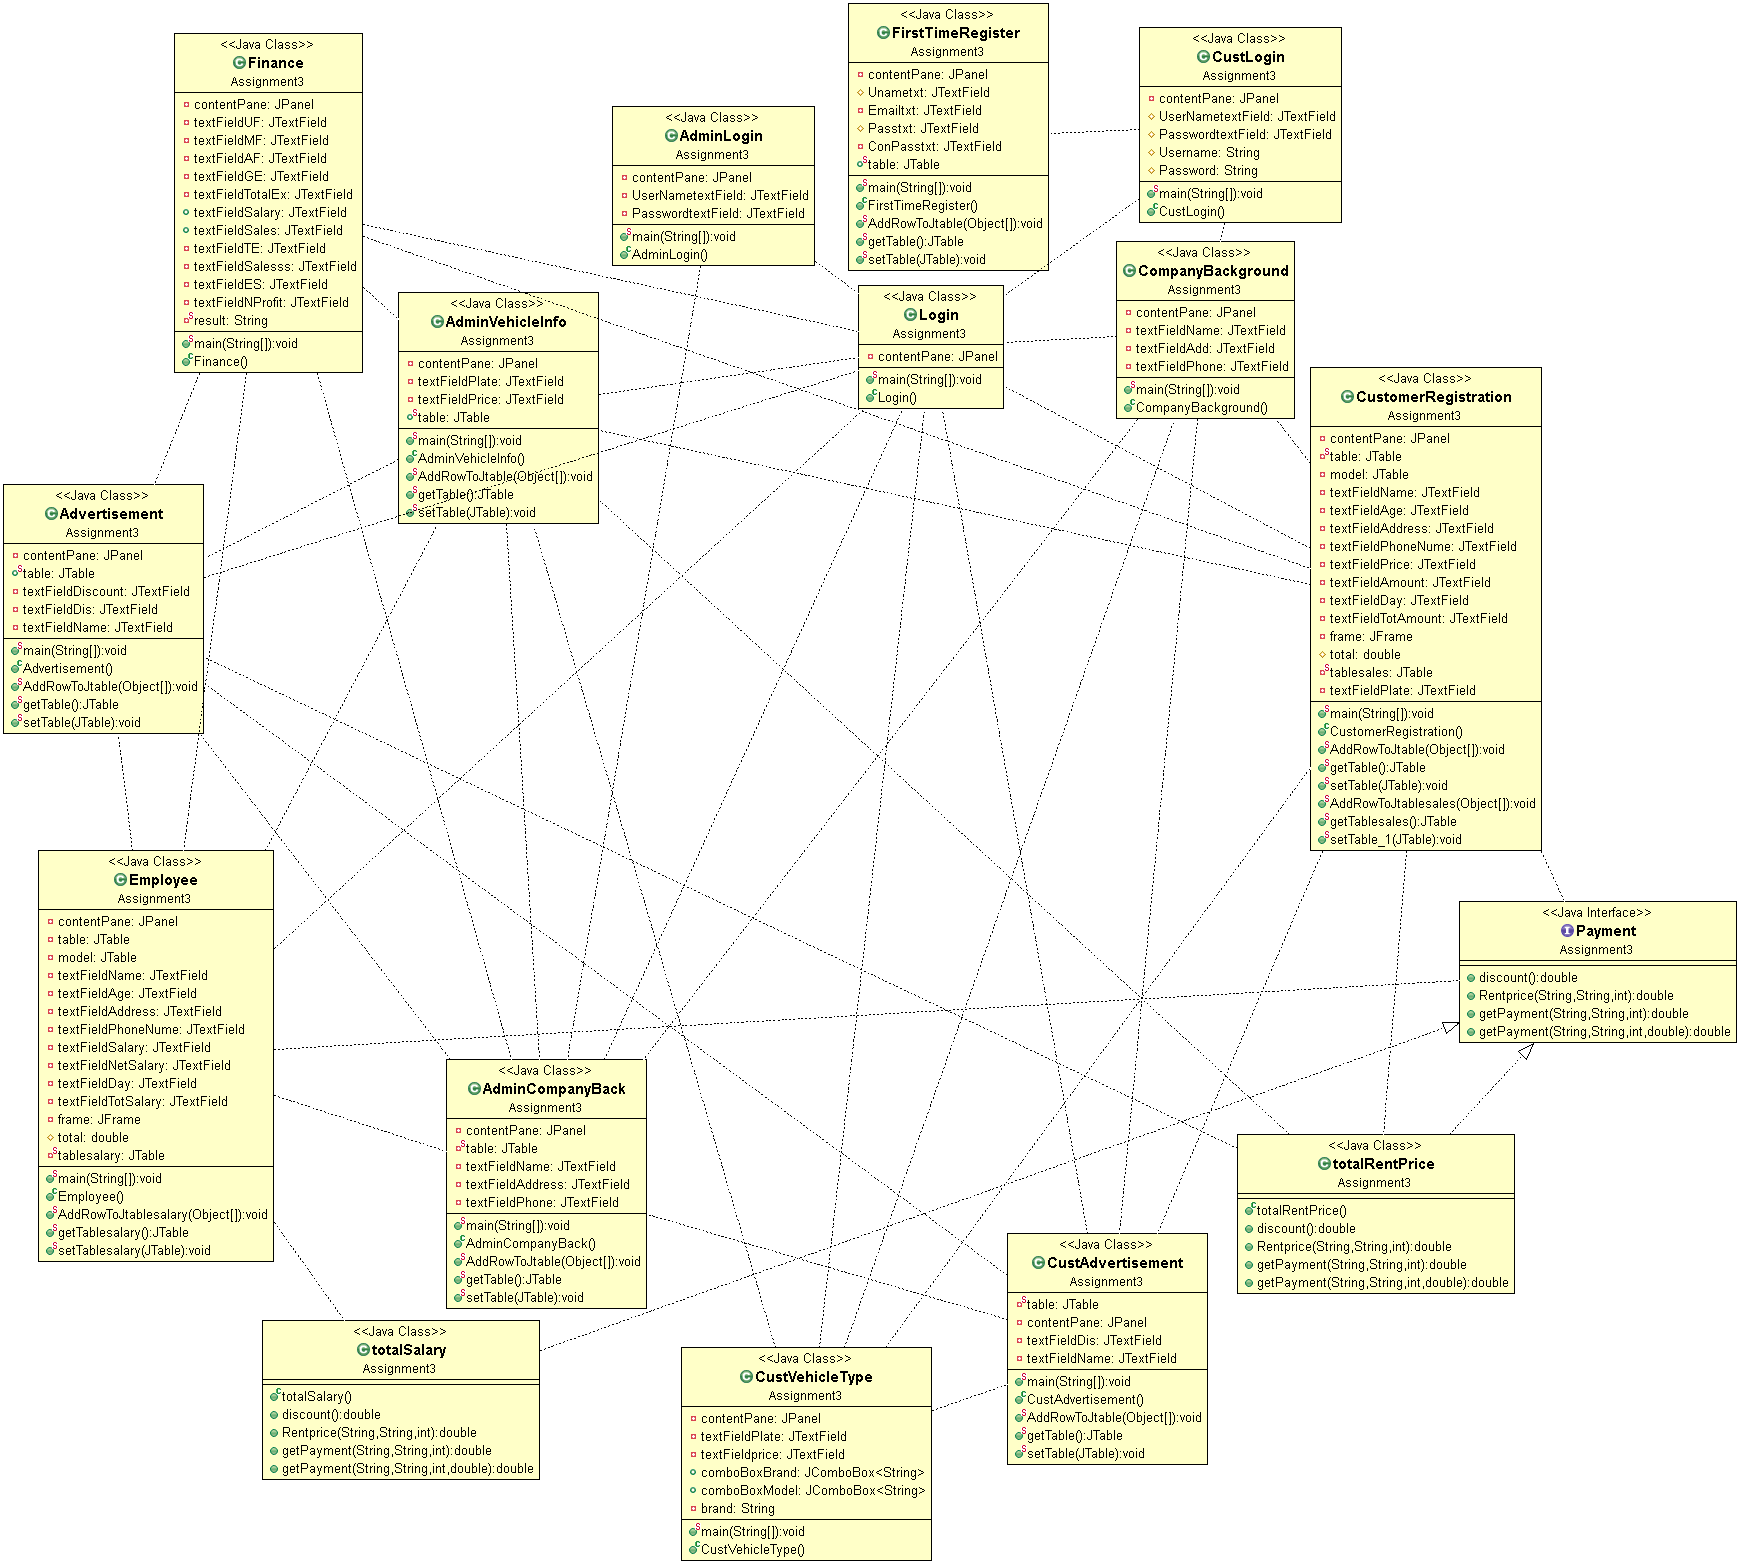 <<Java Class>>
FirstTimeRegister
Assignment3
contentPane: JPanel
Unametxt: JTextField
Emailtxt: JTextField
Passtxt: JTextField
ConPasstxt: JTextField
table: JTable
main(String[]):void
FirstTimeRegister()
AddRowToJtable(Object[]):void
getTable():JTable
setTable(JTable):void
<<Java Class>>
CustLogin
Assignment3
contentPane: JPanel
UserNametextField: JTextField
PasswordtextField: JTextField
Username: String
Password: String
main(String[]):void
CustLogin()
<<Java Class>>
Finance
Assignment3
contentPane: JPanel
textFieldUF: JTextField
textFieldMF: JTextField
textFieldAF: JTextField
textFieldGE: JTextField
textFieldTotalEx: JTextField
textFieldSalary: JTextField
textFieldSales: JTextField
textFieldTE: JTextField
textFieldSalesss: JTextField
textFieldES: JTextField
textFieldNProfit: JTextField
result: String
main(String[]):void
Finance()
<<Java Class>>
AdminLogin
Assignment3
contentPane: JPanel
UserNametextField: JTextField
PasswordtextField: JTextField
main(String[]):void
AdminLogin()
<<Java Class>>
CompanyBackground
Assignment3
contentPane: JPanel
textFieldName: JTextField
textFieldAdd: JTextField
textFieldPhone: JTextField
main(String[]):void
CompanyBackground()
<<Java Class>>
Login
Assignment3
contentPane: JPanel
main(String[]):void
Login()
<<Java Class>>
AdminVehicleInfo
Assignment3
contentPane: JPanel
textFieldPlate: JTextField
textFieldPrice: JTextField
table: JTable
main(String[]):void
AdminVehicleInfo()
AddRowToJtable(Object[]):void
getTable():JTable
setTable(JTable):void
<<Java Class>>
CustomerRegistration
Assignment3
contentPane: JPanel
table: JTable
model: JTable
textFieldName: JTextField
textFieldAge: JTextField
textFieldAddress: JTextField
textFieldPhoneNume: JTextField
textFieldPrice: JTextField
textFieldAmount: JTextField
textFieldDay: JTextField
textFieldTotAmount: JTextField
frame: JFrame
total: double
tablesales: JTable
textFieldPlate: JTextField
main(String[]):void
CustomerRegistration()
AddRowToJtable(Object[]):void
getTable():JTable
setTable(JTable):void
AddRowToJtablesales(Object[]):void
getTablesales():JTable
setTable_1(JTable):void
<<Java Class>>
Advertisement
Assignment3
contentPane: JPanel
table: JTable
textFieldDiscount: JTextField
textFieldDis: JTextField
textFieldName: JTextField
main(String[]):void
Advertisement()
AddRowToJtable(Object[]):void
getTable():JTable
setTable(JTable):void
<<Java Class>>
Employee
Assignment3
contentPane: JPanel
table: JTable
model: JTable
textFieldName: JTextField
textFieldAge: JTextField
textFieldAddress: JTextField
textFieldPhoneNume: JTextField
textFieldSalary: JTextField
textFieldNetSalary: JTextField
textFieldDay: JTextField
textFieldTotSalary: JTextField
frame: JFrame
total: double
tablesalary: JTable
main(String[]):void
Employee()
AddRowToJtablesalary(Object[]):void
getTablesalary():JTable
setTablesalary(JTable):void
<<Java Interface>>
Payment
Assignment3
discount():double
Rentprice(String,String,int):double
getPayment(String,String,int):double
getPayment(String,String,int,double):double
<<Java Class>>
AdminCompanyBack
Assignment3
contentPane: JPanel
table: JTable
textFieldName: JTextField
textFieldAddress: JTextField
textFieldPhone: JTextField
main(String[]):void
AdminCompanyBack()
AddRowToJtable(Object[]):void
getTable():JTable
setTable(JTable):void
<<Java Class>>
totalRentPrice
Assignment3
totalRentPrice()
discount():double
Rentprice(String,String,int):double
getPayment(String,String,int):double
getPayment(String,String,int,double):double
<<Java Class>>
CustAdvertisement
Assignment3
table: JTable
contentPane: JPanel
textFieldDis: JTextField
textFieldName: JTextField
main(String[]):void
CustAdvertisement()
AddRowToJtable(Object[]):void
getTable():JTable
setTable(JTable):void
<<Java Class>>
totalSalary
Assignment3
totalSalary()
discount():double
Rentprice(String,String,int):double
getPayment(String,String,int):double
getPayment(String,String,int,double):double
<<Java Class>>
CustVehicleType
Assignment3
contentPane: JPanel
textFieldPlate: JTextField
textFieldprice: JTextField
comboBoxBrand: JComboBox<String>
comboBoxModel: JComboBox<String>
brand: String
main(String[]):void
CustVehicleType()